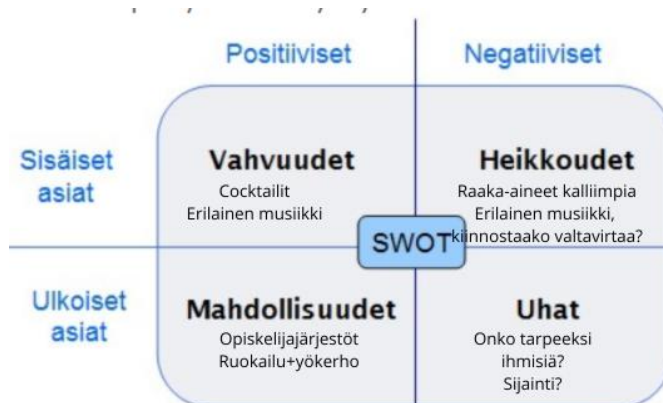 Positiiviset
Negatiiviset
Sisäiset
asiat
Vahvuudet
Cocktailit
Erilainen musiikki
Heikkoudet
Raaka-aineet kalliimpia
Erilainen musiikki,
kiinnostaako valtavirtaa?
SWOT
Ulkoiset
asiat
Mahdollisuudet
Opiskelijajärjestöt
Ruokailu+yökerho
Uhat
Onko tarpeeksi
ihmisiä?
Sijainti?